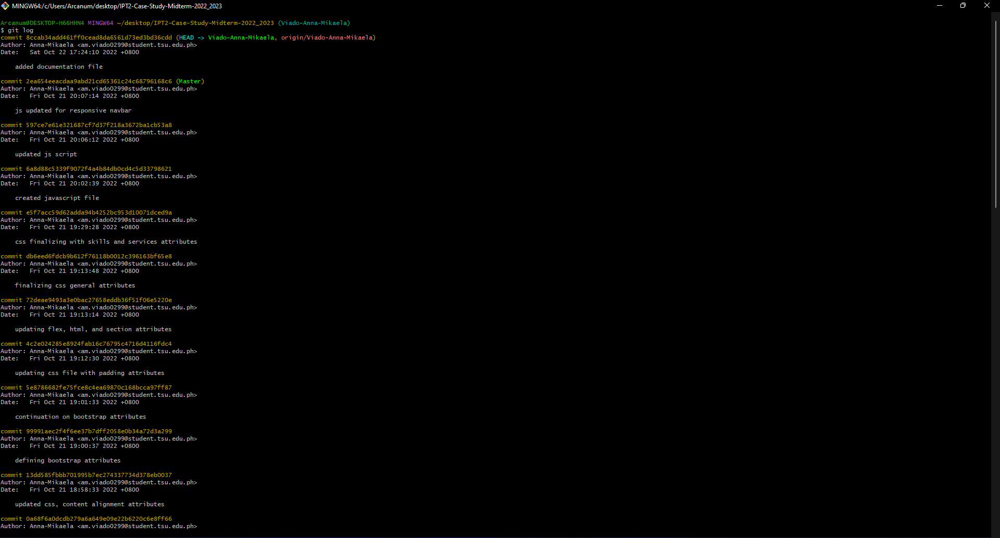 MINGW64:/c/Users/Arcanum/desktop/IPT2-Case-Study-Midterm-2022_2023
Arcanum@DESKTOP-H66HHN4 MINGW64 ~/desktop/IPT2-Case-Study-Midterm-2022_2023 (Viado-Anna-Mikaela)
$ git log
commit 8ccab34add461ff0cead8da6561d73ed3bd36cdd (HEAD -> Viado-Anna-Mikaela, origin/Viado-Anna-Mikaela)
Author: Anna-Mikaela <am.viado0299@student.tsu.edu.ph>
Date:   Sat Oct 22 17:24:10 2022 +0800
added documentation file
commit 2ea654eeacdaa9abd21cd65361c24c68796168c6 (Master)
Author: Anna-Mikaela <am.viado0299@student.tsu.edu.ph>
Date:   Fri Oct 21 20:07:14 2022 +0800
js updated for responsive navbar
commit 597ce7e61e321687cf7d37f218a3672ba1cb53a8
Author: Anna-Mikaela <am.viado0299@student.tsu.edu.ph>
Date:   Fri Oct 21 20:06:12 2022 +0800
updated js script
commit 6a8d88c5339f9072f4a4b84db0cd4c5d33798621
Author: Anna-Mikaela <am.viado0299@student.tsu.edu.ph>
Date:   Fri Oct 21 20:02:39 2022 +0800
created javascript file
commit e5f7acc59d62adda94b4252bc953d10071dced9a
Author: Anna-Mikaela <am.viado0299@student.tsu.edu.ph>
Date:   Fri Oct 21 19:29:28 2022 +0800
css finalizing with skills and services attributes
commit db6eed6fdcb9b612f76118b0012c396163bf65e8
Author: Anna-Mikaela <am.viado0299@student.tsu.edu.ph>
Date:   Fri Oct 21 19:13:48 2022 +0800
finalizing css general attributes
commit 72deae9493a3e0bac27658eddb36f51f06e5220e
Author: Anna-Mikaela <am.viado0299@student.tsu.edu.ph>
Date:   Fri Oct 21 19:13:14 2022 +0800
updating flex, html, and section attributes
commit 4c2e024285e8924fab16c76795c4716d4116fdc4
Author: Anna-Mikaela <am.viado0299@student.tsu.edu.ph>
Date:   Fri Oct 21 19:12:30 2022 +0800
updating css file with padding attributes
commit 5e8786682fe75fce8c4ea69870c168bcca97ff87
Author: Anna-Mikaela <am.viado0299@student.tsu.edu.ph>
Date:   Fri Oct 21 19:01:33 2022 +0800
continuation on bootstrap attributes
commit 99991aec2f4f6ee37b7dff2058e0b34a72d3a299
Author: Anna-Mikaela <am.viado0299@student.tsu.edu.ph>
Date:   Fri Oct 21 19:00:37 2022 +0800
defining bootstrap attributes
commit 13dd585fbbb701995b7ec274337734d378eb0037
Author: Anna-Mikaela <am.viado0299@student.tsu.edu.ph>
Date:   Fri Oct 21 18:58:33 2022 +0800
updated css, content alignment attributes
commit 0a68f6a0dcdb279a6a649e09e22b6220c6e8ff66
Author: Anna-Mikaela <am.viado0299@student.tsu.edu.ph>